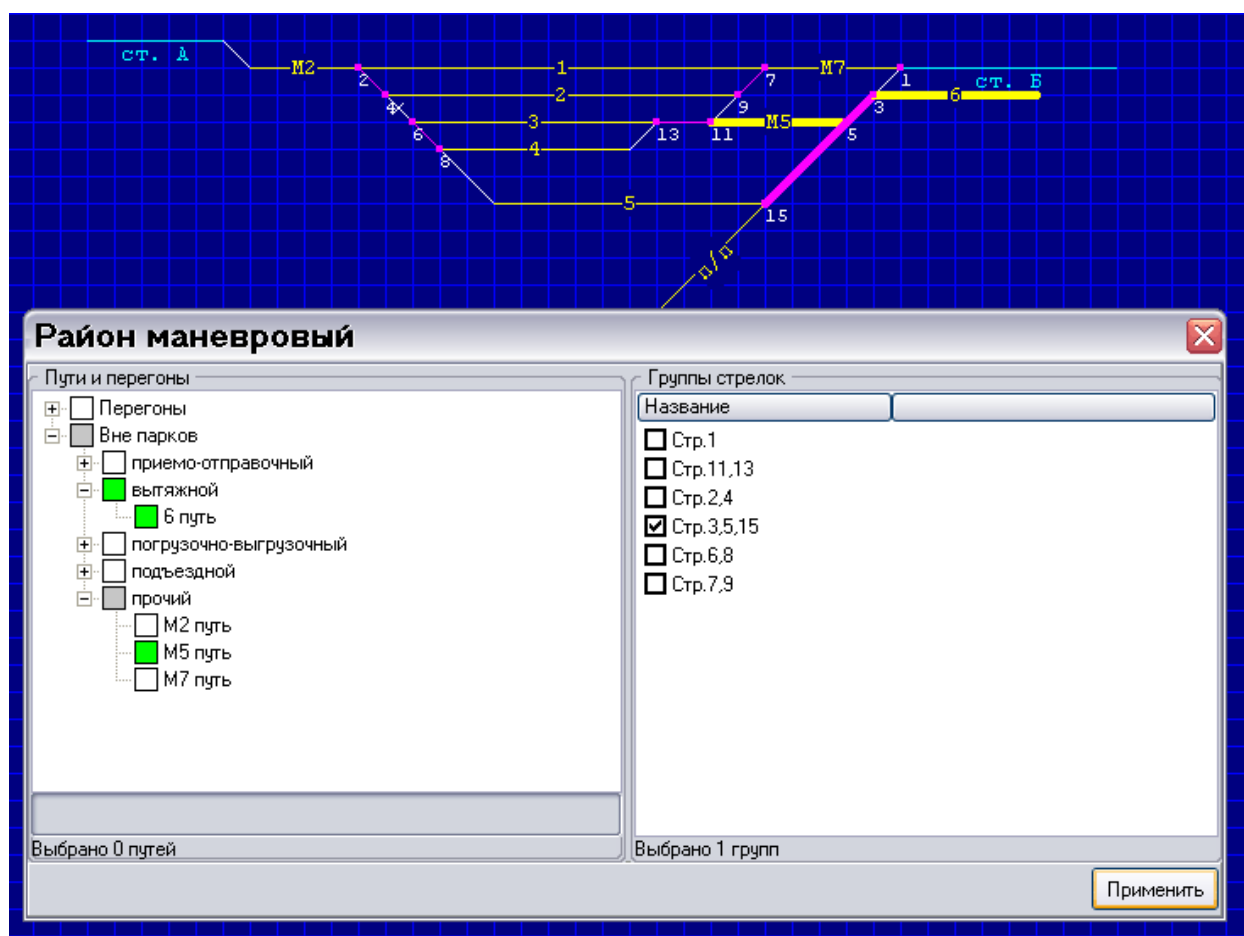 ст. А
М2
1
М7
2
7
1
ст. Б
2
6
4
9
3
3
М5
6
13
11
5
4
8
5
15
п/п
Район маневровый
Пути и перегоны
Перегоны
Вне парков
приемо-отправочный
вытяжной
6 путь
погрузочно-выгрузочный
подъездной
прочий
М2 путь
М5 путь
М7 путь
Выбрано 0 путей
Группы стрелок
Название
Стр.1
Стр.11,13
Стр.2,4
Стр.3,5,15
Стр.6,8
Стр.7,9
Выбрано 1 групп
Применить